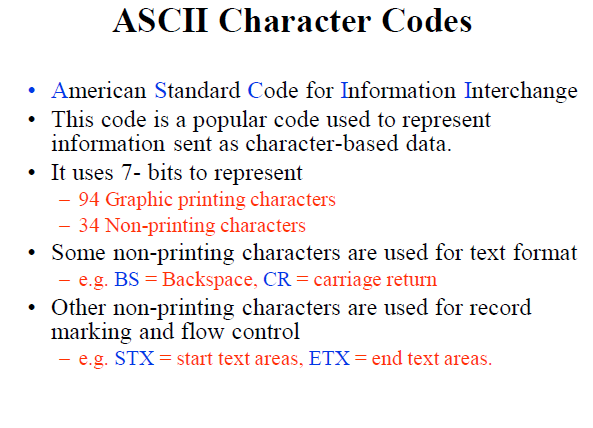 ASCII Character Codes
• American Standard Code for Information Interchange
• This code is a popular code used to represent
information sent as character-based data.
• It uses 7- bits to represent
– 94 Graphic printing characters
– 34 Non-printing characters
• Some non-printing characters are used for text format
– e.g. BS = Backspace, CR = carriage return
• Other non-printing characters are used for record
marking and flow control
– e.g. STX = start text areas, ETX = end text areas.